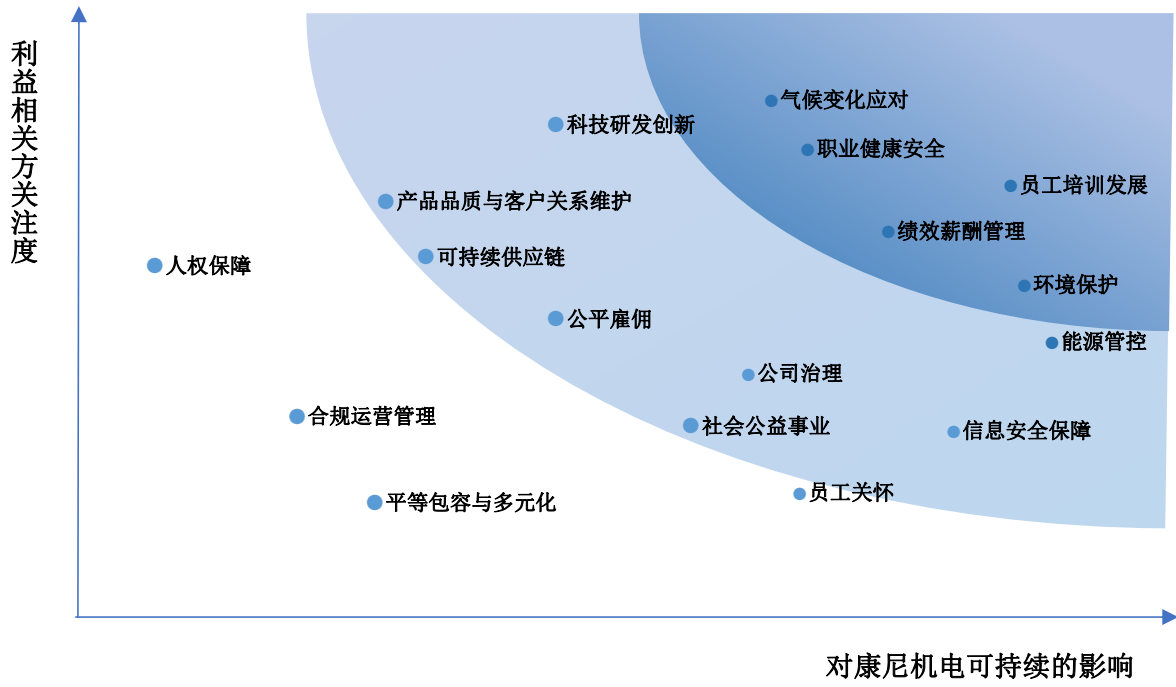 利益相关方关注度
气候变化应对
科技研发创新
职业健康安全
员工培训发展
产品品质与客户关系维护
绩效薪酬管理
可持续供应链
人权保障
环境保护
公平雇佣
能源管控
公司治理
合规运营管理
社会公益事业
信息安全保障
员工关怀
平等包容与多元化
对康尼机电可持续的影响